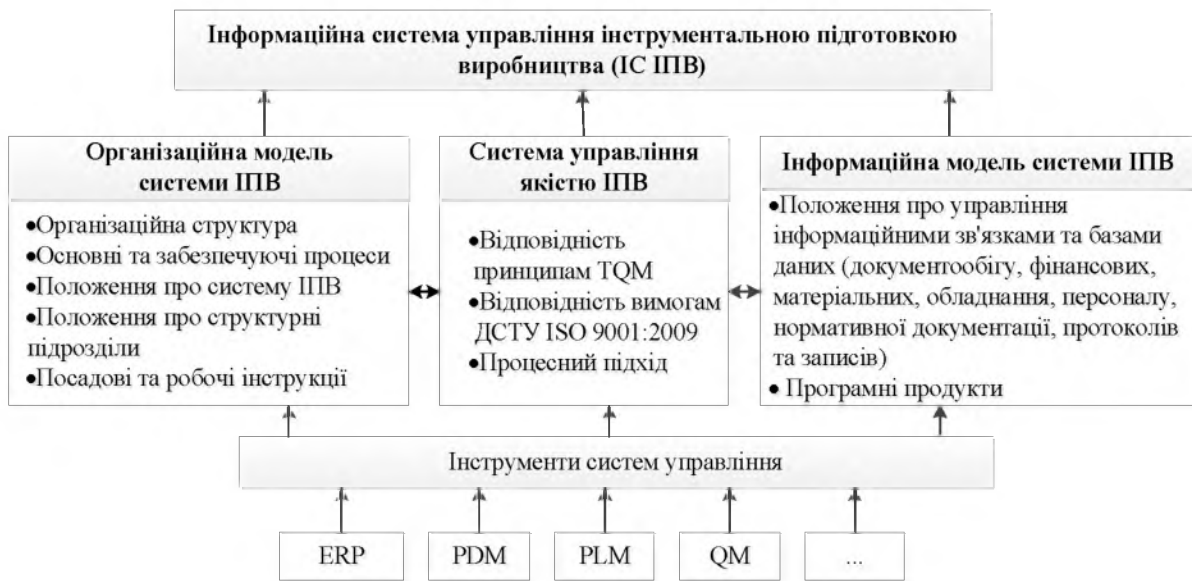 Інформаційна система управління інструментальною підготовкою
виробництва (ІС ІПВ)
Організаційна модель
системи ІПВ
•Організаційна структура
•Основні та забезпечуючі процеси
•Положення про систему ІПВ
•Положення про структурні
підрозділи
•Посадові та робочі інструкції
Система управління
якістю ІПВ
•Відповідність
принципам TQM
•Відповідність вимогам
ДСТУ ISO 9001:2009
•Процесний підхід
Інформаційна модель системи ІПВ
•Положення про управління
інформаційними зв'язками та базами
даних (документообігу, фінансових,
матеріальних, обладнання, персоналу,
нормативної документації, протоколів
та записів)
• Програмні продукти
Інструменти систем управління
ERP
PDM
PLM
QM
...